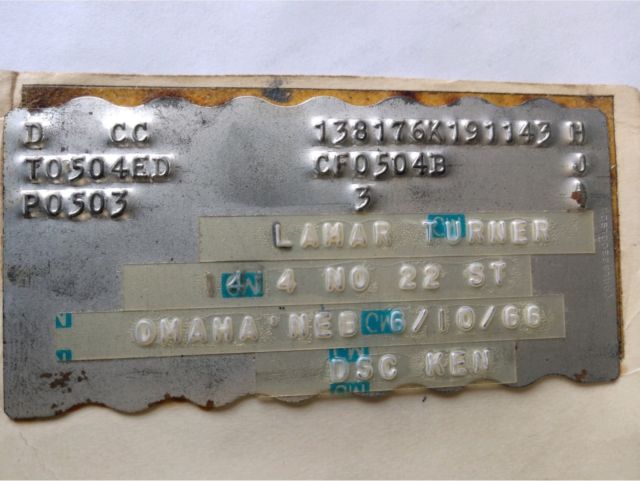 D CC 138176K191143 H
T0504ED CF0504B J
P0503 3
LAMAR TURNER
14 4 NO 22 ST
OMAHA NEB 6/10/66
DSC KEN